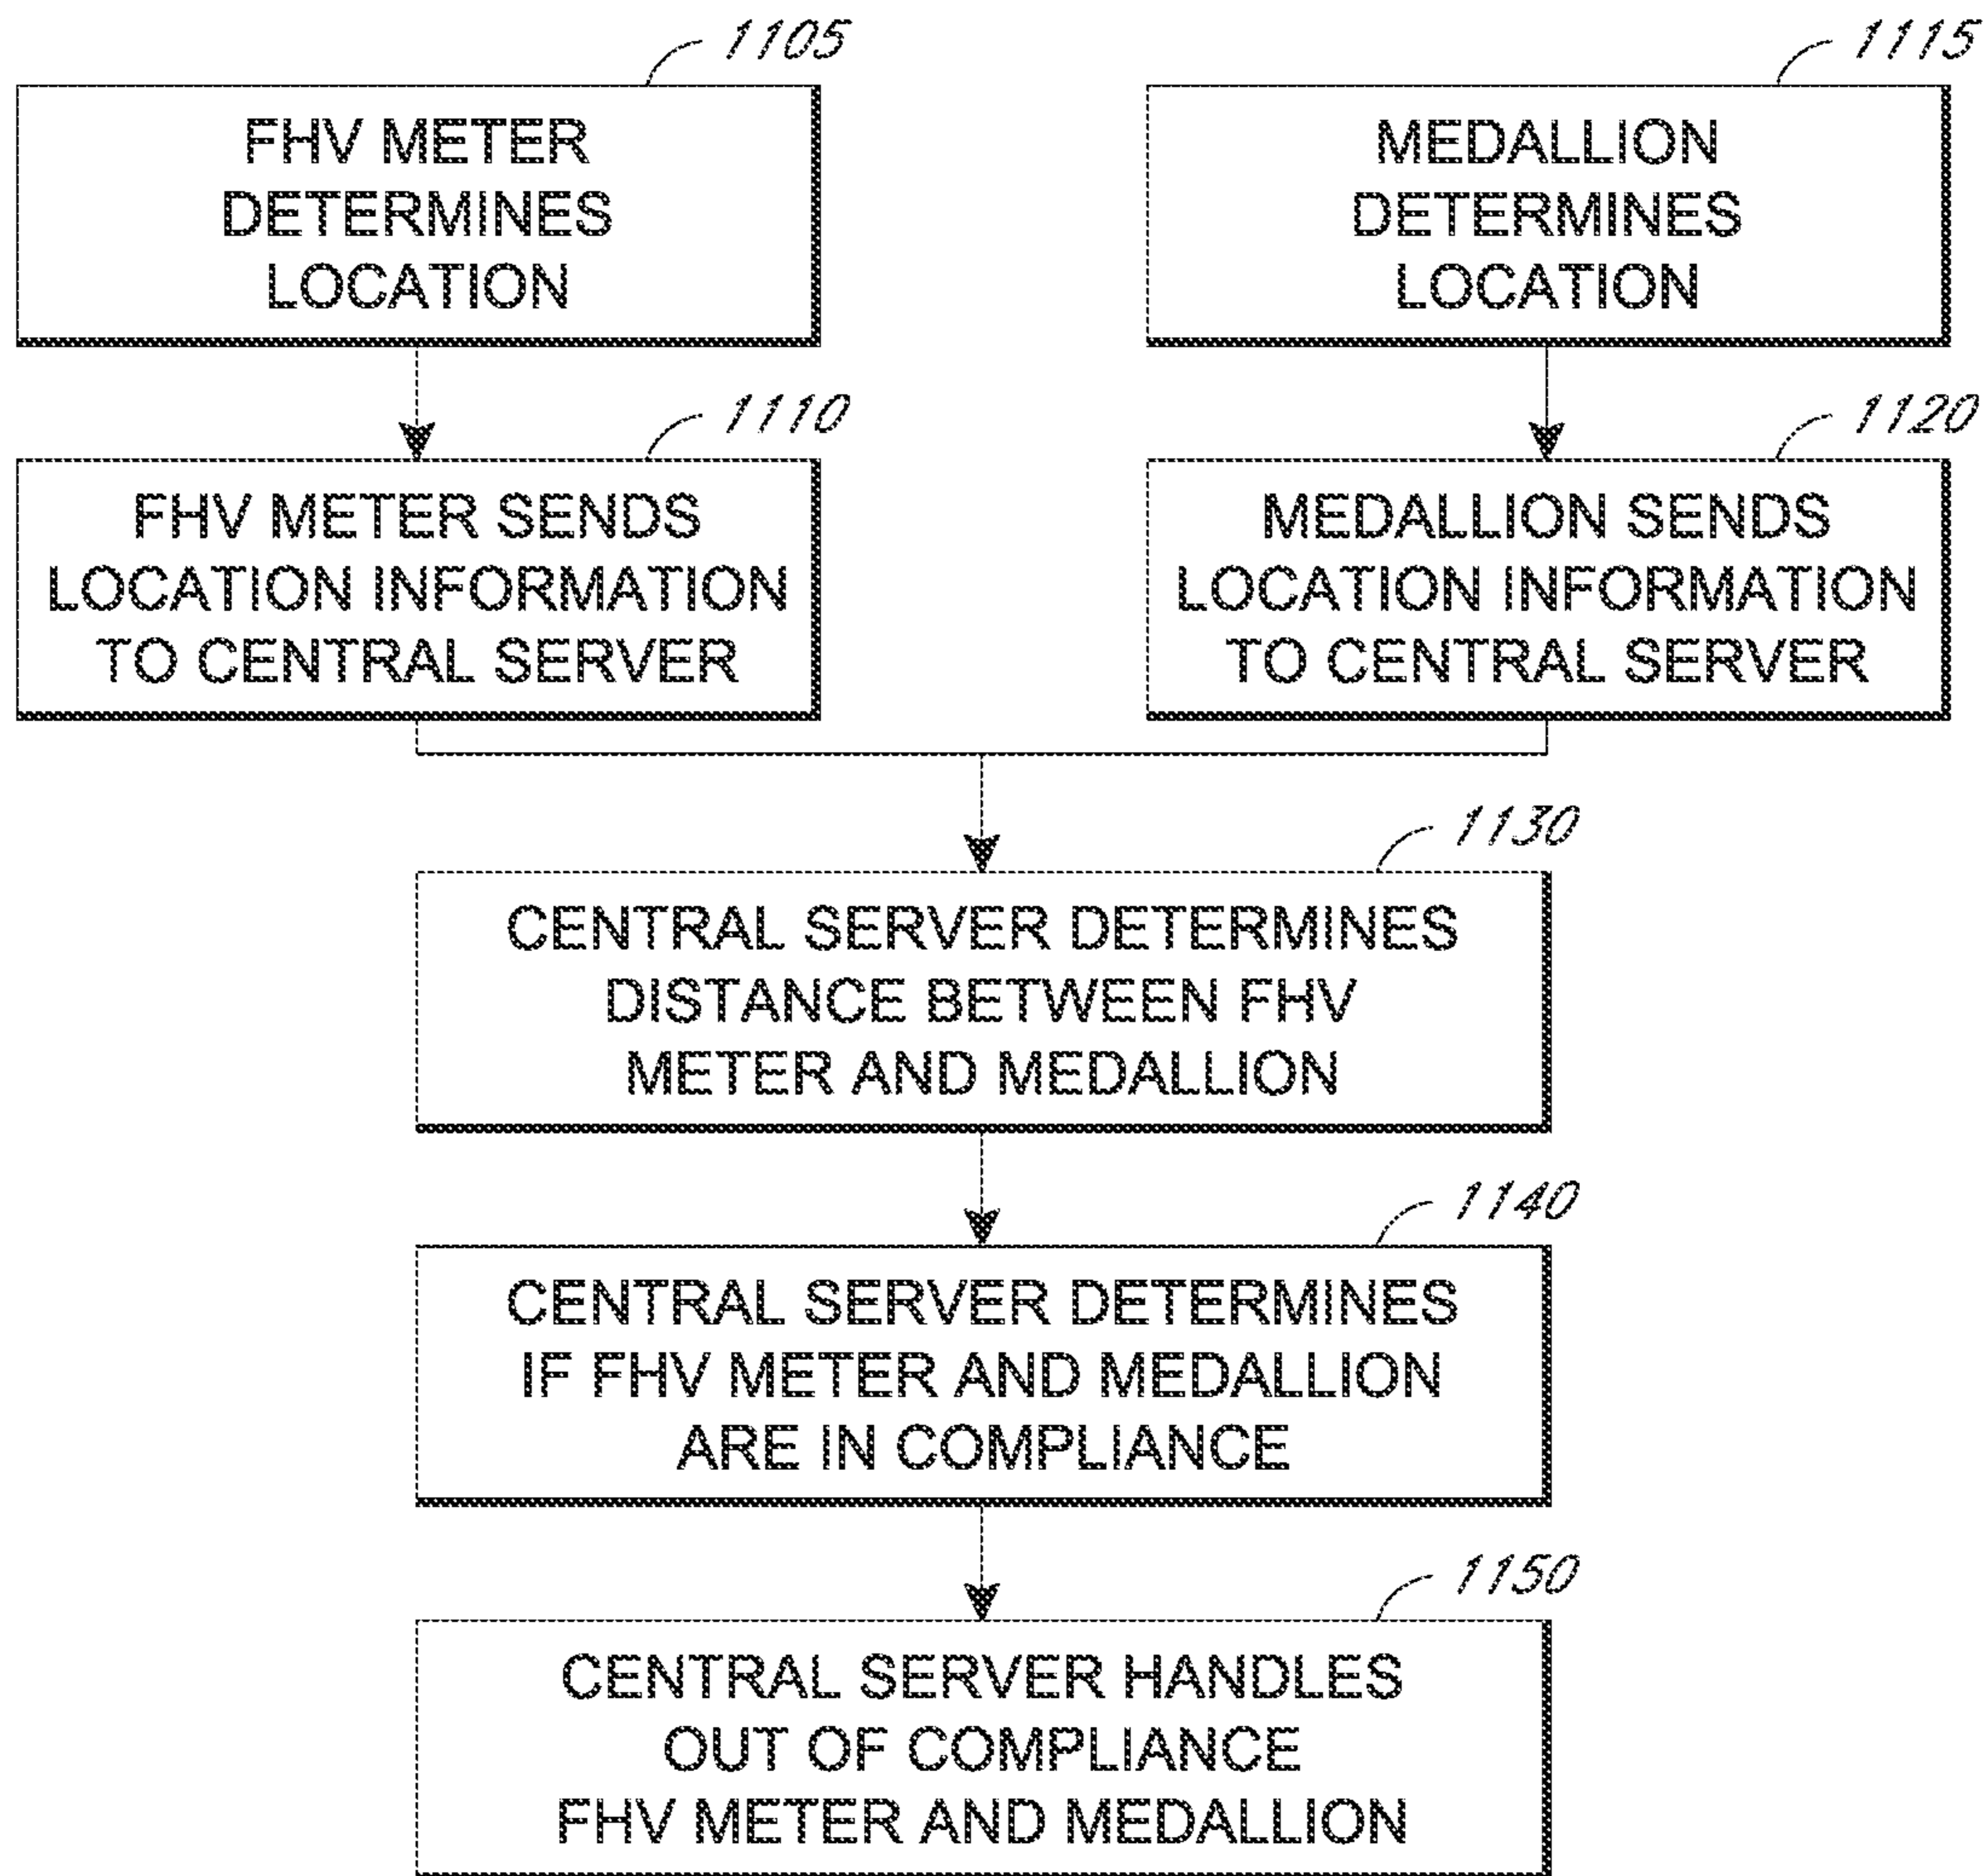 1105
FHV METER
DETERMINES
LOCATION
1115
MEDALLION
DETERMINES
LOCATION
1110
FHV METER SENDS
LOCATION INFORMATION
TO CENTRAL SERVER
1120
MEDALLION SENDS
LOCATION INFORMATION
TO CENTRAL SERVER
1130
CENTRAL SERVER DETERMINES
DISTANCE BETWEEN FHV
METER AND MEDALLION
1140
CENTRAL SERVER DETERMINES
IF FHV METER AND MEDALLION
ARE IN COMPLIANCE
1150
CENTRAL SERVER HANDLES
OUT OF COMPLIANCE
FHV METER AND MEDALLION